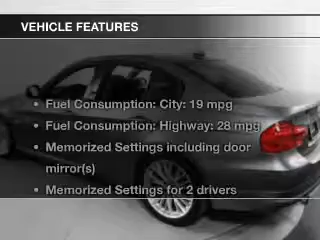 VEHICLE FEATURES
• Fuel Consumption: City: 19 mpg
• Fuel Consumption: Highway: 28 mpg
• Memorized Settings including door
mirror(s)
• Memorized Settings for 2 drivers